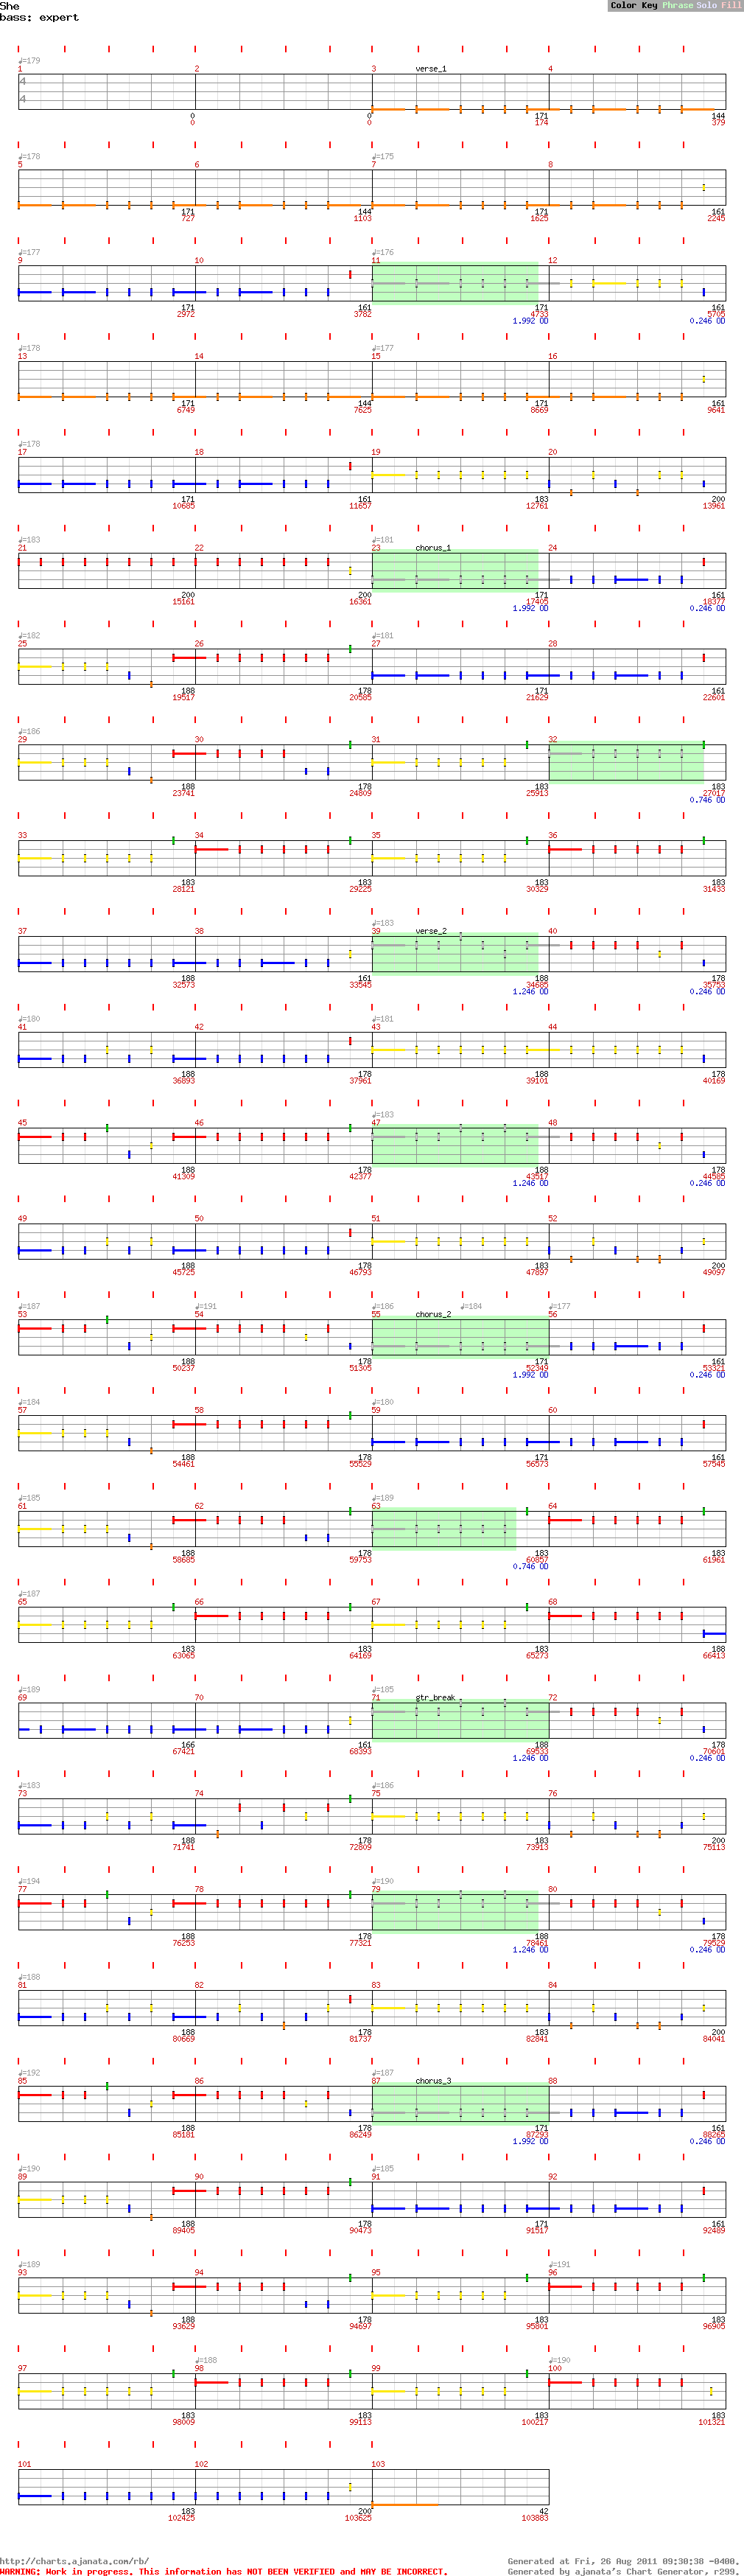 She
bass: expert
Color Key Phrase Solo Fill
♩=179
1 2 3 verse_1 4
4
4
0 0 171 144
0 0 174 379
♩=178 ♩=175
5 6 7 8
171 144 171 161
727 1103 1625 2245
♩=177 ♩=176
9 10 11 12
171 161 171 161
2972 3782 4733 5705
1.992 OD 0.246 OD
♩=178 ♩=177
13 14 15 16
171 144 171 161
6749 7625 8669 9641
♩=178
17 18 19 20
171 161 183 200
10685 11657 12761 13961
♩=183 ♩=181
21 22 23 chorus_1 24
200 200 171 161
15161 16361 17405 18377
1.992 OD 0.246 OD
♩=182 ♩=181
25 26 27 28
188 178 171 161
19517 20585 21629 22601
♩=186
29 30 31 32
188 178 183 183
23741 24809 25913 27017
0.746 OD
33 34 35 36
183 183 183 183
28121 29225 30329 31433
♩=183
37 38 39 verse_2 40
188 161 188 178
32573 33545 34685 35753
1.246 OD 0.246 OD
♩=180 ♩=181
41 42 43 44
188 178 188 178
36893 37961 39101 40169
♩=183
45 46 47 48
188 178 188 178
41309 42377 43517 44585
1.246 OD 0.246 OD
49 50 51 52
188 178 183 200
45725 46793 47897 49097
♩=187 ♩=191 ♩=186 ♩=184 ♩=177
53 54 55 chorus_2 56
188 178 171 161
50237 51305 52349 53321
1.992 OD 0.246 OD
♩=184 ♩=180
57 58 59 60
188 178 171 161
54461 55529 56573 57545
♩=185 ♩=189
61 62 63 64
188 178 183 183
58685 59753 60857 61961
0.746 OD
♩=187
65 66 67 68
183 183 183 188
63065 64169 65273 66413
♩=189 ♩=185
69 70 71 gtr_break 72
166 161 188 178
67421 68393 69533 70601
1.246 OD 0.246 OD
♩=183 ♩=186
73 74 75 76
188 178 183 200
71741 72809 73913 75113
♩=194 ♩=190
77 78 79 80
188 178 188 178
76253 77321 78461 79529
1.246 OD 0.246 OD
♩=188
81 82 83 84
188 178 183 200
80669 81737 82841 84041
♩=192 ♩=187
85 86 87 chorus_3 88
188 178 171 161
85181 86249 87293 88265
1.992 OD 0.246 OD
♩=190 ♩=185
89 90 91 92
188 178 171 161
89405 90473 91517 92489
♩=189 ♩=191
93 94 95 96
188 178 183 183
93629 94697 95801 96905
♩=188 ♩=190
97 98 99 100
183 183 183 183
98009 99113 100217 101321
101 102 103
183 200 42
102425 103625 103883
http://charts.ajanata.com/rb/ Generated at Fri, 26 Aug 2011 09:30:38 -0400.
WARNING: Work in progress. This information has NOT BEEN VERIFIED and MAY BE INCORRECT. Generated by ajanata's Chart Generator, r299.